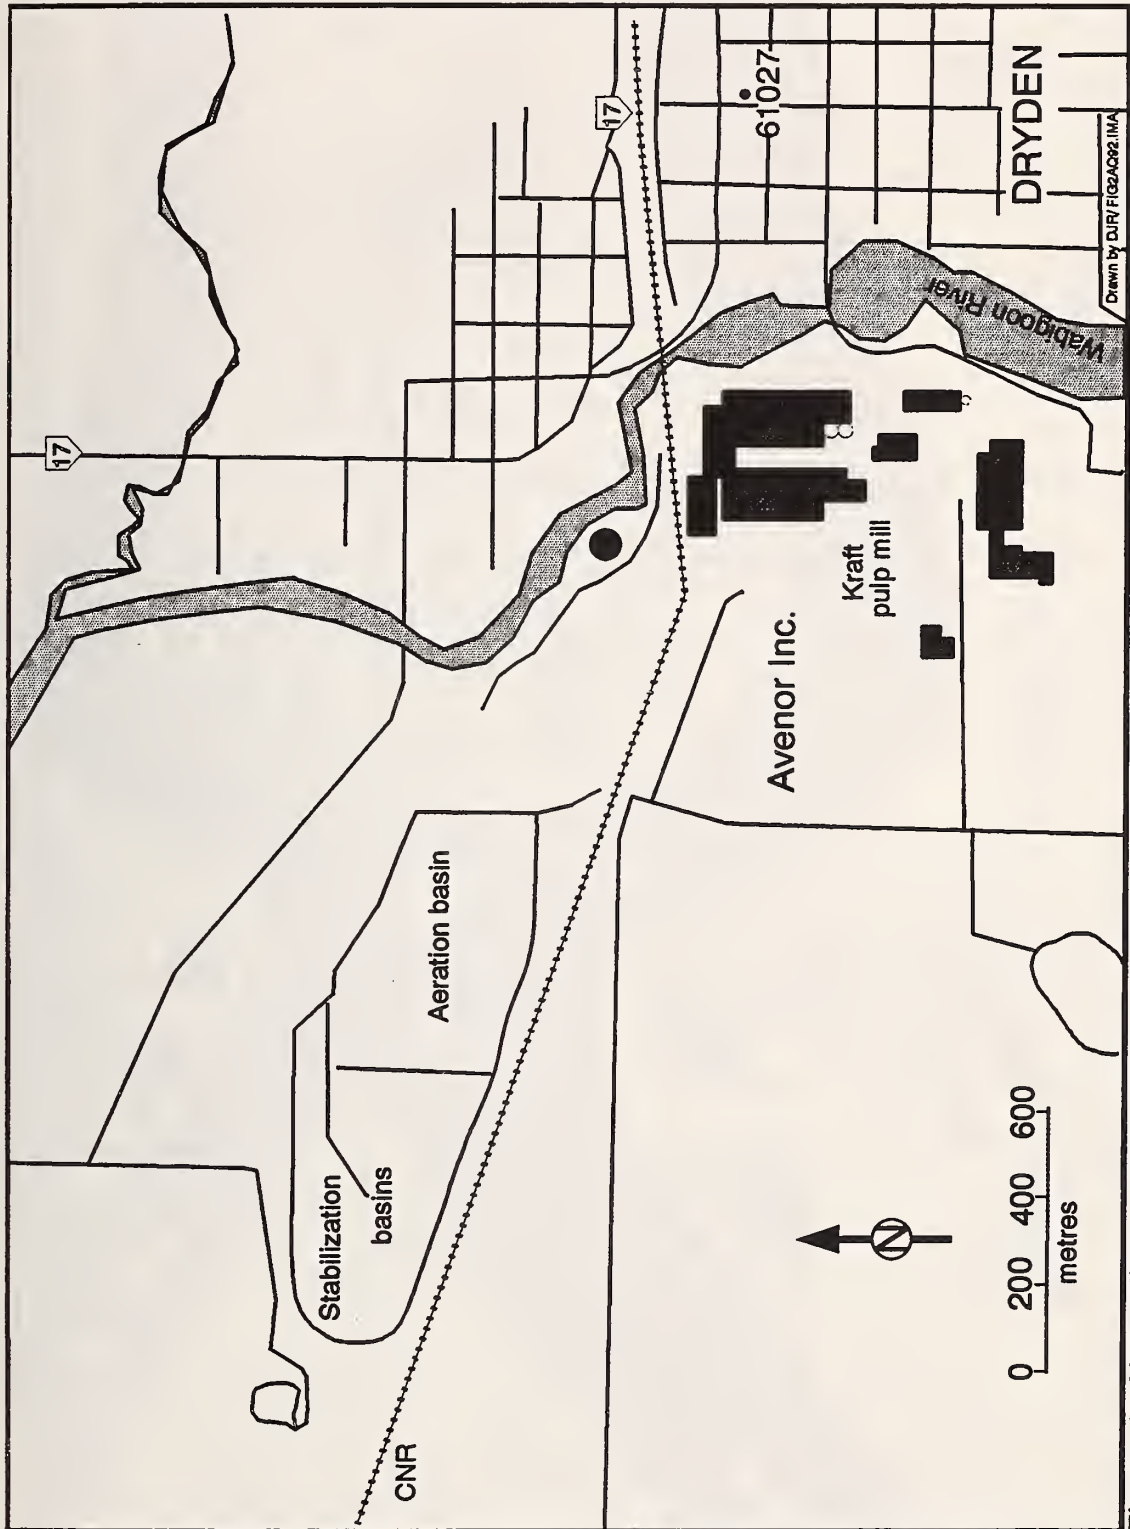 17
Stabilization
basins
Aeration basin
17
CNR
61027
Avenor Inc.
Kraft
pulp mill
Wabigoon River
DRYDEN
N
0 200 400 600
metres
Drawn by DJR/ FIG2AQ92.IMA